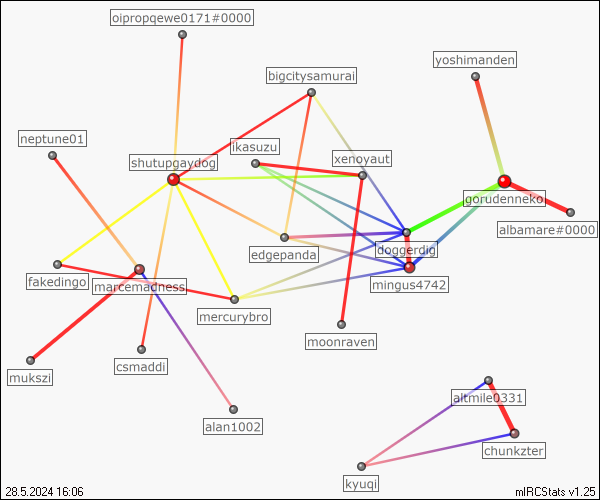 oipropqewe0171#0000
yoshimanden
bigcitysamurai
neptune01
ikasuzu
shutupgaydog
xenoyaut
gorudenneko
albamare#0000
edgepanda
doggerdig
fakedingo
marcemadness
mingus4742
mercurybro
moonraven
csmaddi
mukszi
altmile0331
alan1002
chunkzter
kyuqi
28.5.2024 16:06
mIRCStats v1.25